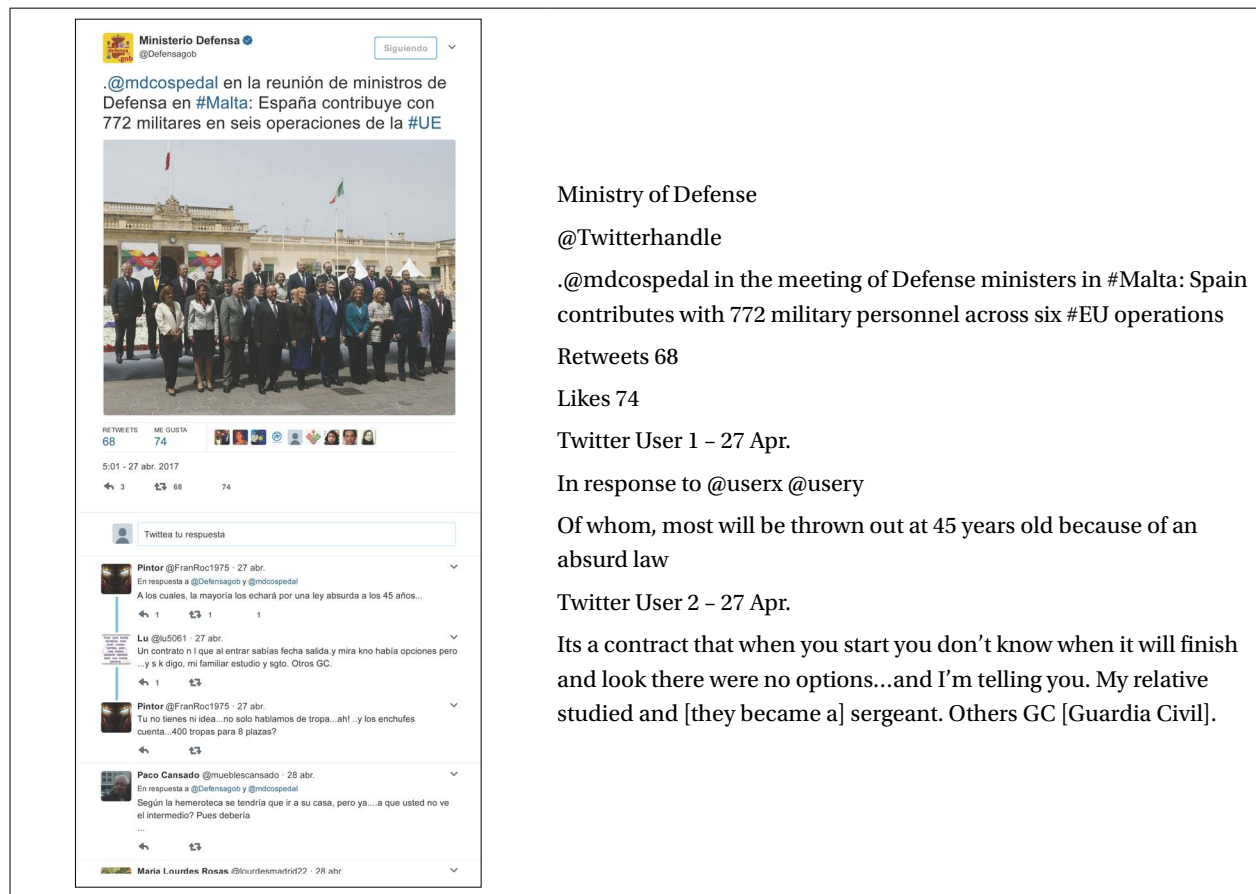 Ministerio Defensa
@Defensagob
Siguiendo
.@mdcospedal en la reunión de ministros de
Defensa en #Malta: España contribuye con
772 militares en seis operaciones de la #UE
RETWEETS
68
ME GUSTA
74
5:01 - 27 abr. 2017
3 68 74
Twittea tu respuesta
Pintor @FranRoc1975 · 27 abr.
En respuesta a @Defensagob y @mdcospedal
A los cuales, la mayoría los echará por una ley absurda a los 45 años...
1 1 1
Lu @lu5061 · 27 abr.
Un contrato n l que al entrar sabías fecha salida.y mira kno había opciones pero
...y s k digo, mi familiar estudio y sgto. Otros GC.
1
Pintor @FranRoc1975 · 27 abr.
Tu no tienes ni idea...no solo hablamos de tropa...ah! ..y los enchufes
cuenta...400 tropas para 8 plazas?
Paco Cansado @mueblescansado · 28 abr.
En respuesta a @Defensagob y @mdcospedal
Según la hemeroteca se tendría que ir a su casa, pero ya....a que usted no ve
el intermedio? Pues debería
...
Maria Lourdes Rosas @lourdesmadrid22 · 28 abr
Ministry of Defense
@Twitterhandle
.@mdcospedal in the meeting of Defense ministers in #Malta: Spain
contributes with 772 military personnel across six #EU operations
Retweets 68
Likes 74
Twitter User 1 – 27 Apr.
In response to @userx @usery
Of whom, most will be thrown out at 45 years old because of an
absurd law
Twitter User 2 – 27 Apr.
Its a contract that when you start you don’t know when it will finish
and look there were no options...and I’m telling you. My relative
studied and [they became a] sergeant. Others GC [Guardia Civil].